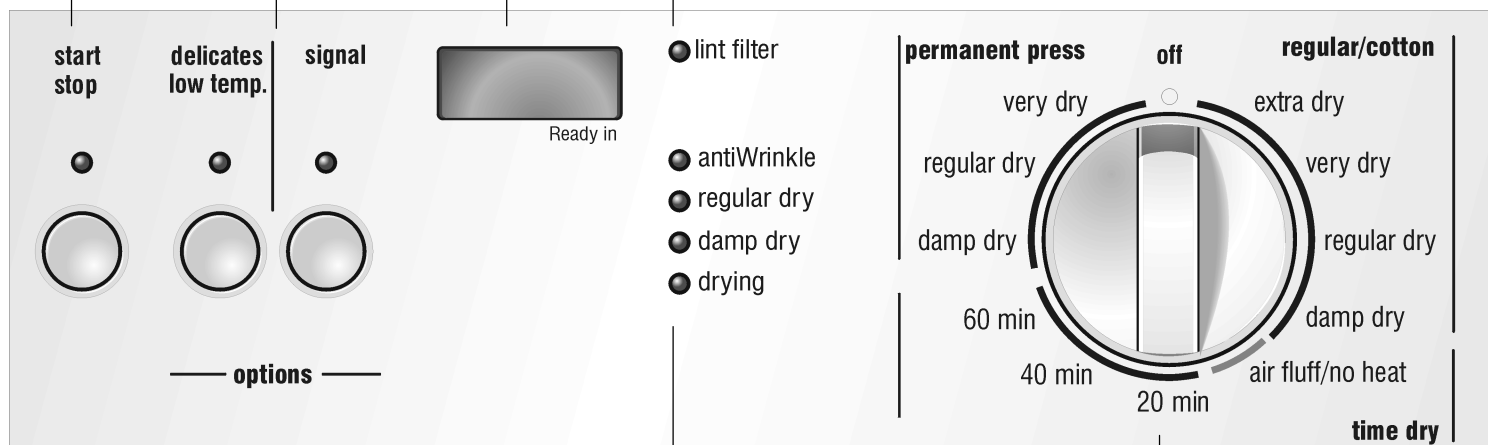 start
stop
delicates
low temp.
signal
options
Ready in
lint filter
antiWrinkle
regular dry
damp dry
drying
permanent press
off
regular/cotton
very dry
regular dry
damp dry
60 min
40 min
20 min
extra dry
very dry
regular dry
damp dry
air fluff/no heat
time dry